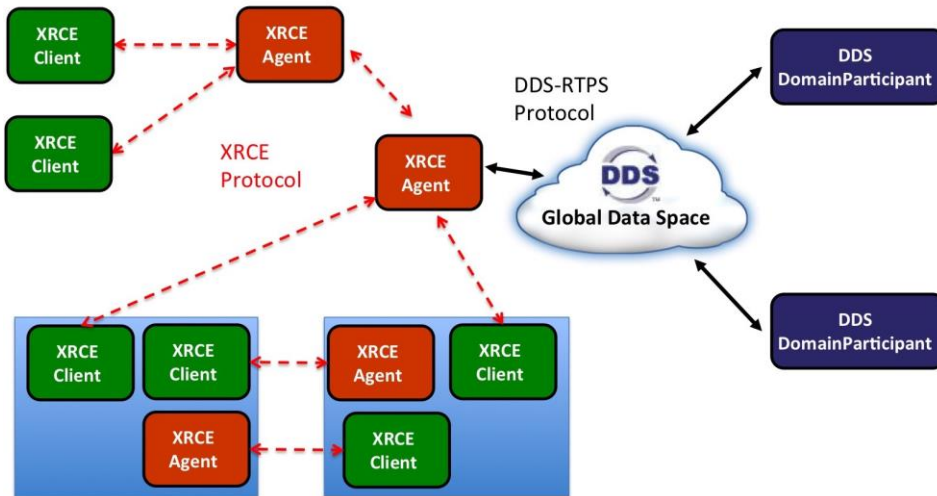 XRCE
Client
XRCE
Agent
DDS
DomainParticipant
DDS-RTPS
Protocol
XRCE
Client
XRCE
Protocol
XRCE
Agent
DDS
TM
Global Data Space
XRCE
Client
XRCE
Client
XRCE
Agent
XRCE
Client
DDS
DomainParticipant
XRCE
Agent
XRCE
Client